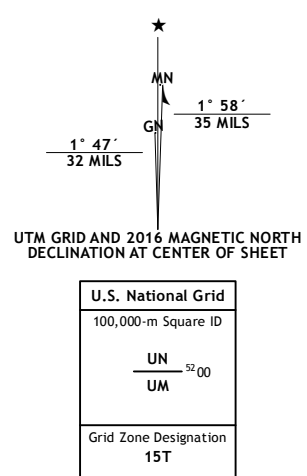 ★
MN
1° 58´
35 MILS
GN
1° 47´
32 MILS
UTM GRID AND 2016 MAGNETIC NORTH
DECLINATION AT CENTER OF SHEET
U.S. National Grid
100,000-m Square ID
UN
5200
UM
Grid Zone Designation
15T